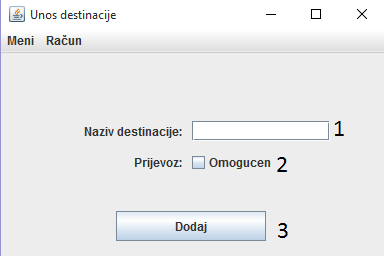 Unos destinacije
Meni Račun
Naziv destinacije: 1
Prijevoz: Omogucen 2
Dodaj 3